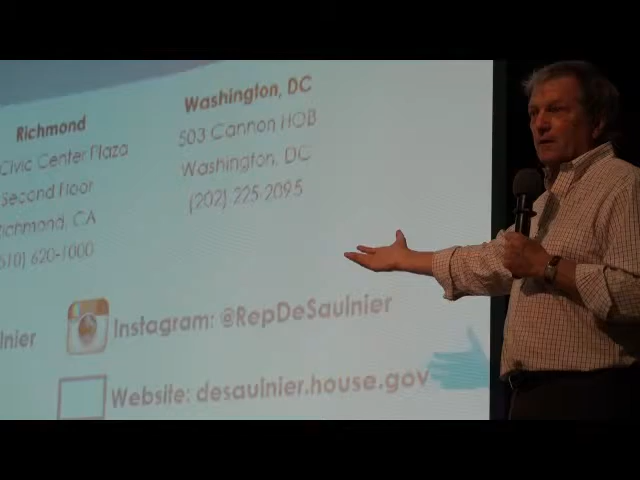 Richmond
Civic Center Plaza
Second Floor
Richmond, CA
510) 620-1000
Washington, DC
503 Cannon HOB
Washington, DC
(202) 225-2095
lnier
Instagram: @RepDeSaulnier
Website: desaulnier.house.gov